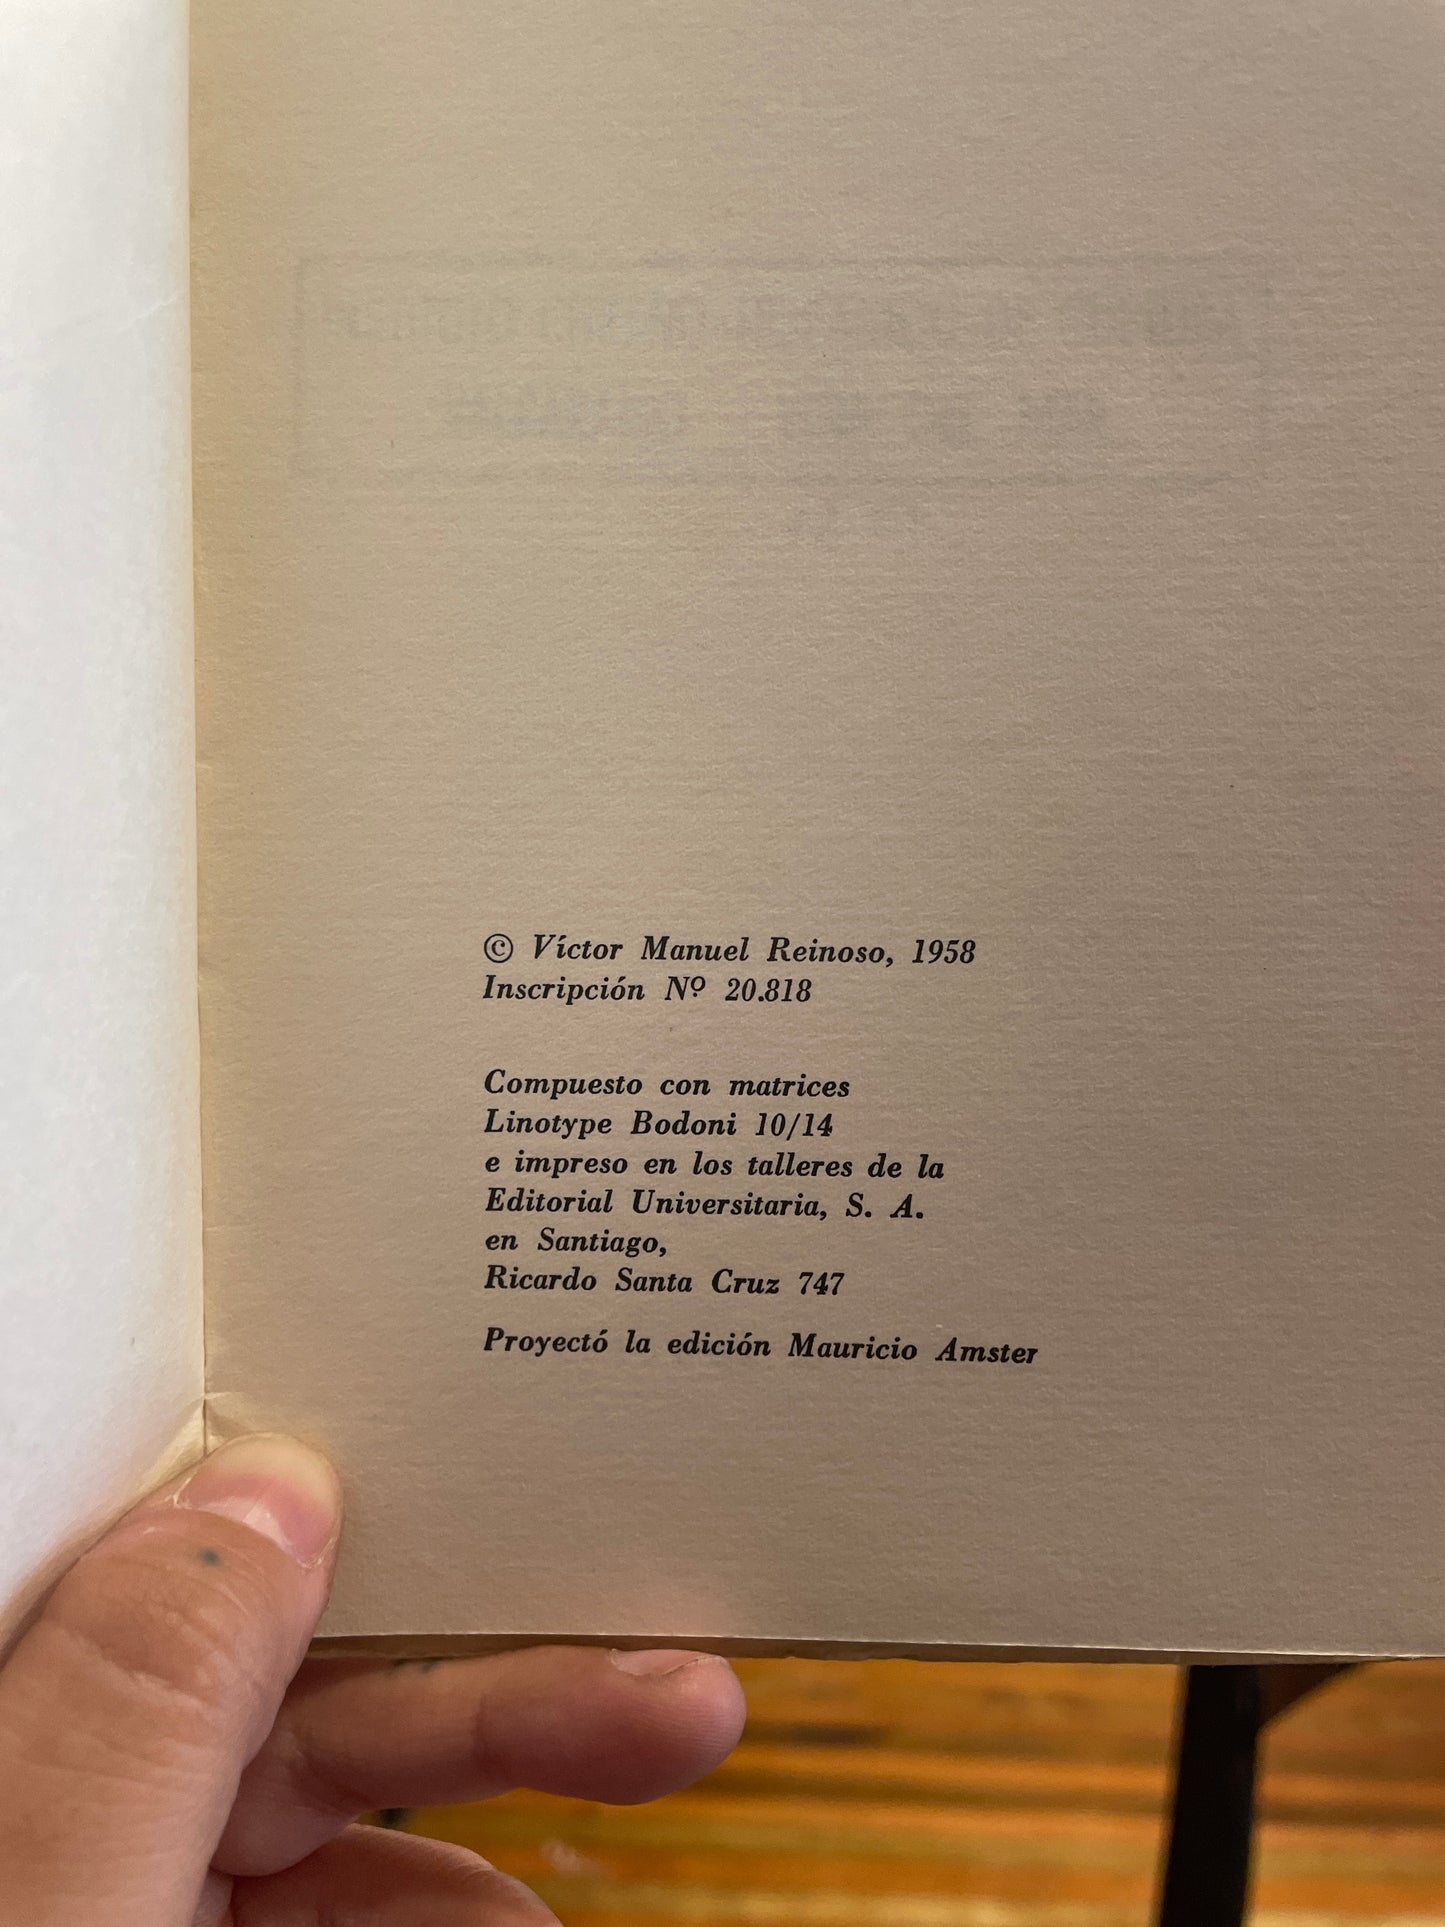 © Víctor Manuel Reinoso, 1958
Inscripción Nº 20.818
Compuesto con matrices
Linotype Bodoni 10/14
e impreso en los talleres de la
Editorial Universitaria, S. A.
en Santiago,
Ricardo Santa Cruz 747
Proyectó la edición Mauricio Amster